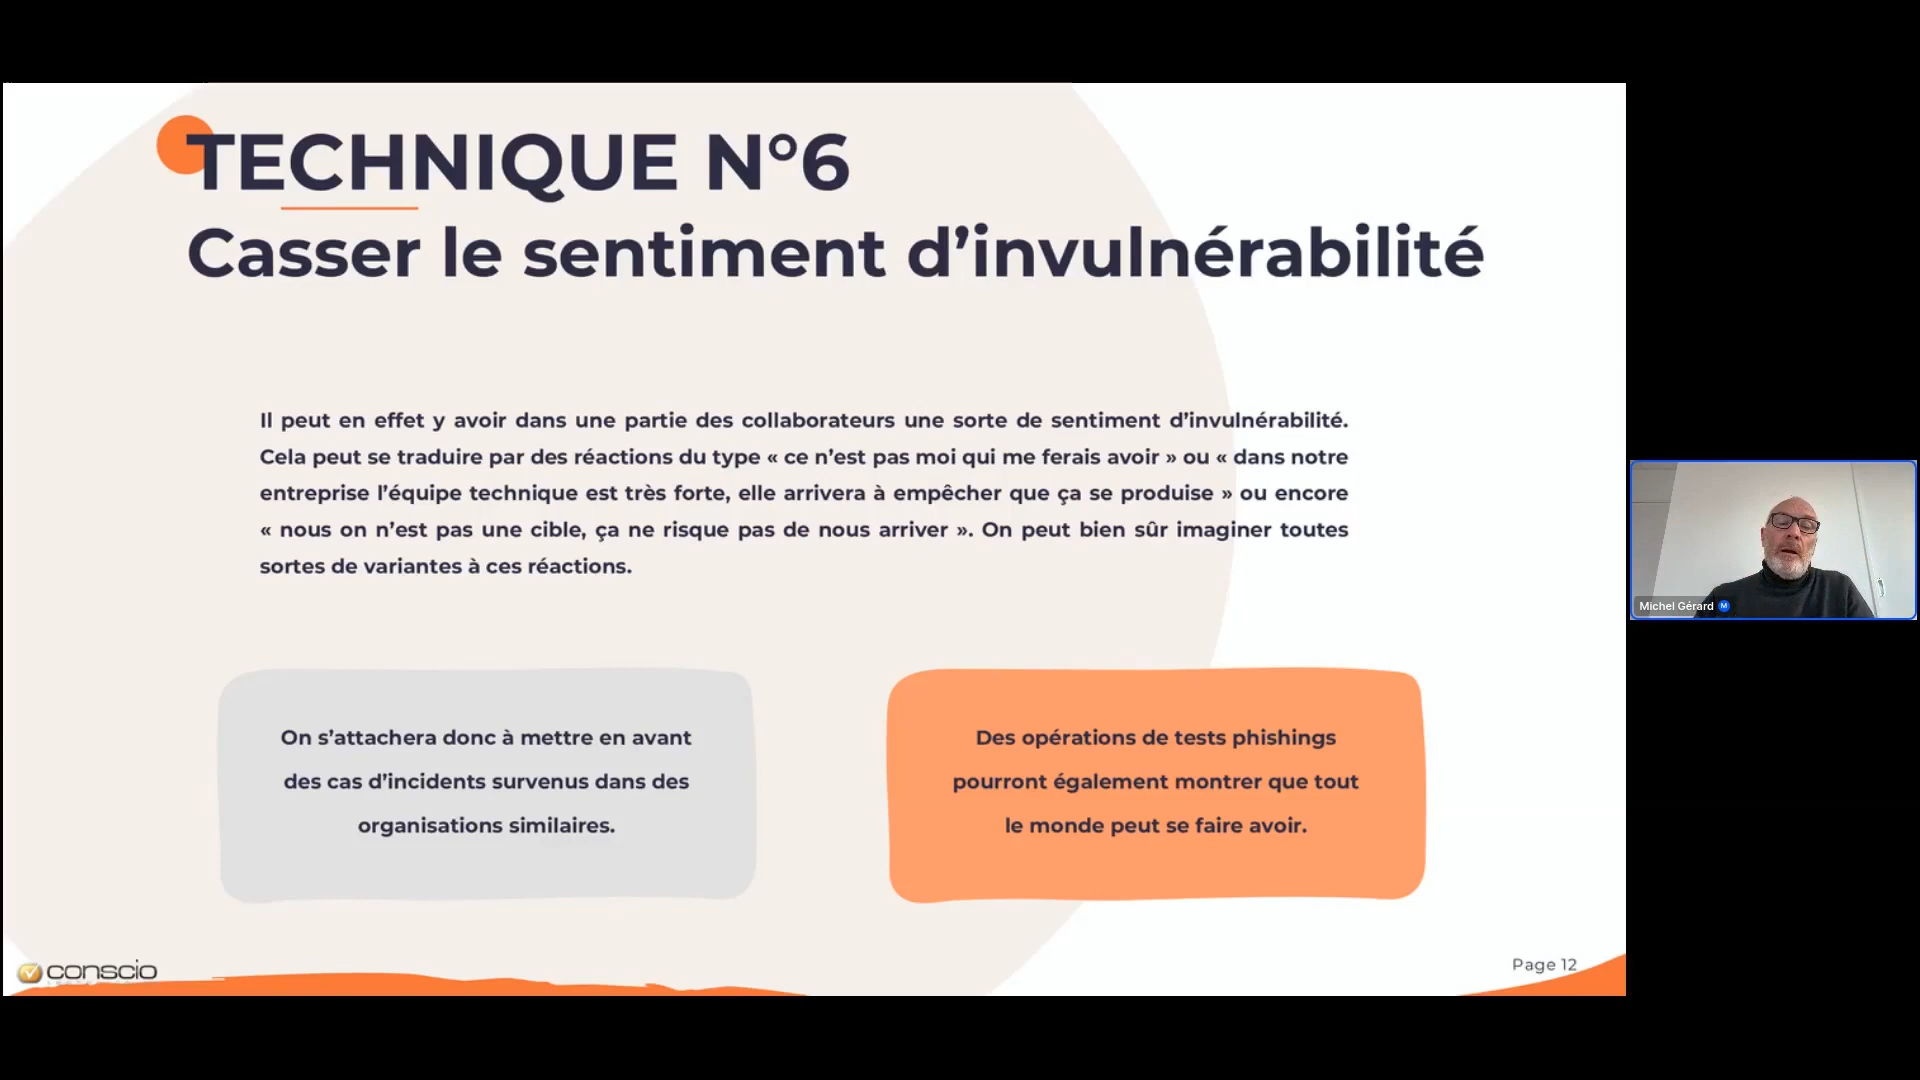 TECHNIQUE N°6
Casser le sentiment d’invulnérabilité
Il peut en effet y avoir dans une partie des collaborateurs une sorte de sentiment d’invulnérabilité.
Cela peut se traduire par des réactions du type « ce n’est pas moi qui me ferais avoir » ou « dans notre
entreprise l’équipe technique est très forte, elle arrivera à empêcher que ça se produise » ou encore
« nous on n’est pas une cible, ça ne risque pas de nous arriver ». On peut bien sûr imaginer toutes
sortes de variantes à ces réactions.
On s’attachera donc à mettre en avant
des cas d’incidents survenus dans des
organisations similaires.
Des opérations de tests phishings
pourront également montrer que tout
le monde peut se faire avoir.
conscio
Page 12
Michel Gérard M